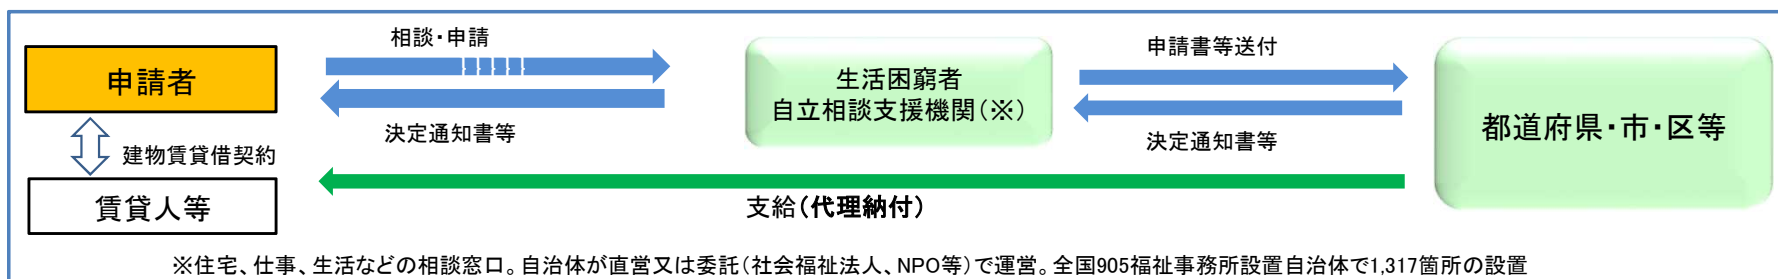 相談・申請
申請者
決定通知書等
建物賃貸借契約
賃貸人等
生活困窮者
自立相談支援機関(※)
申請書等送付
決定通知書等
都道府県・市・区等
支給(代理納付)
※住宅、仕事、生活などの相談窓口。自治体が直営又は委託(社会福祉法人、NPO等)で運営。全国905福祉事務所設置自治体で1,317箇所の設置